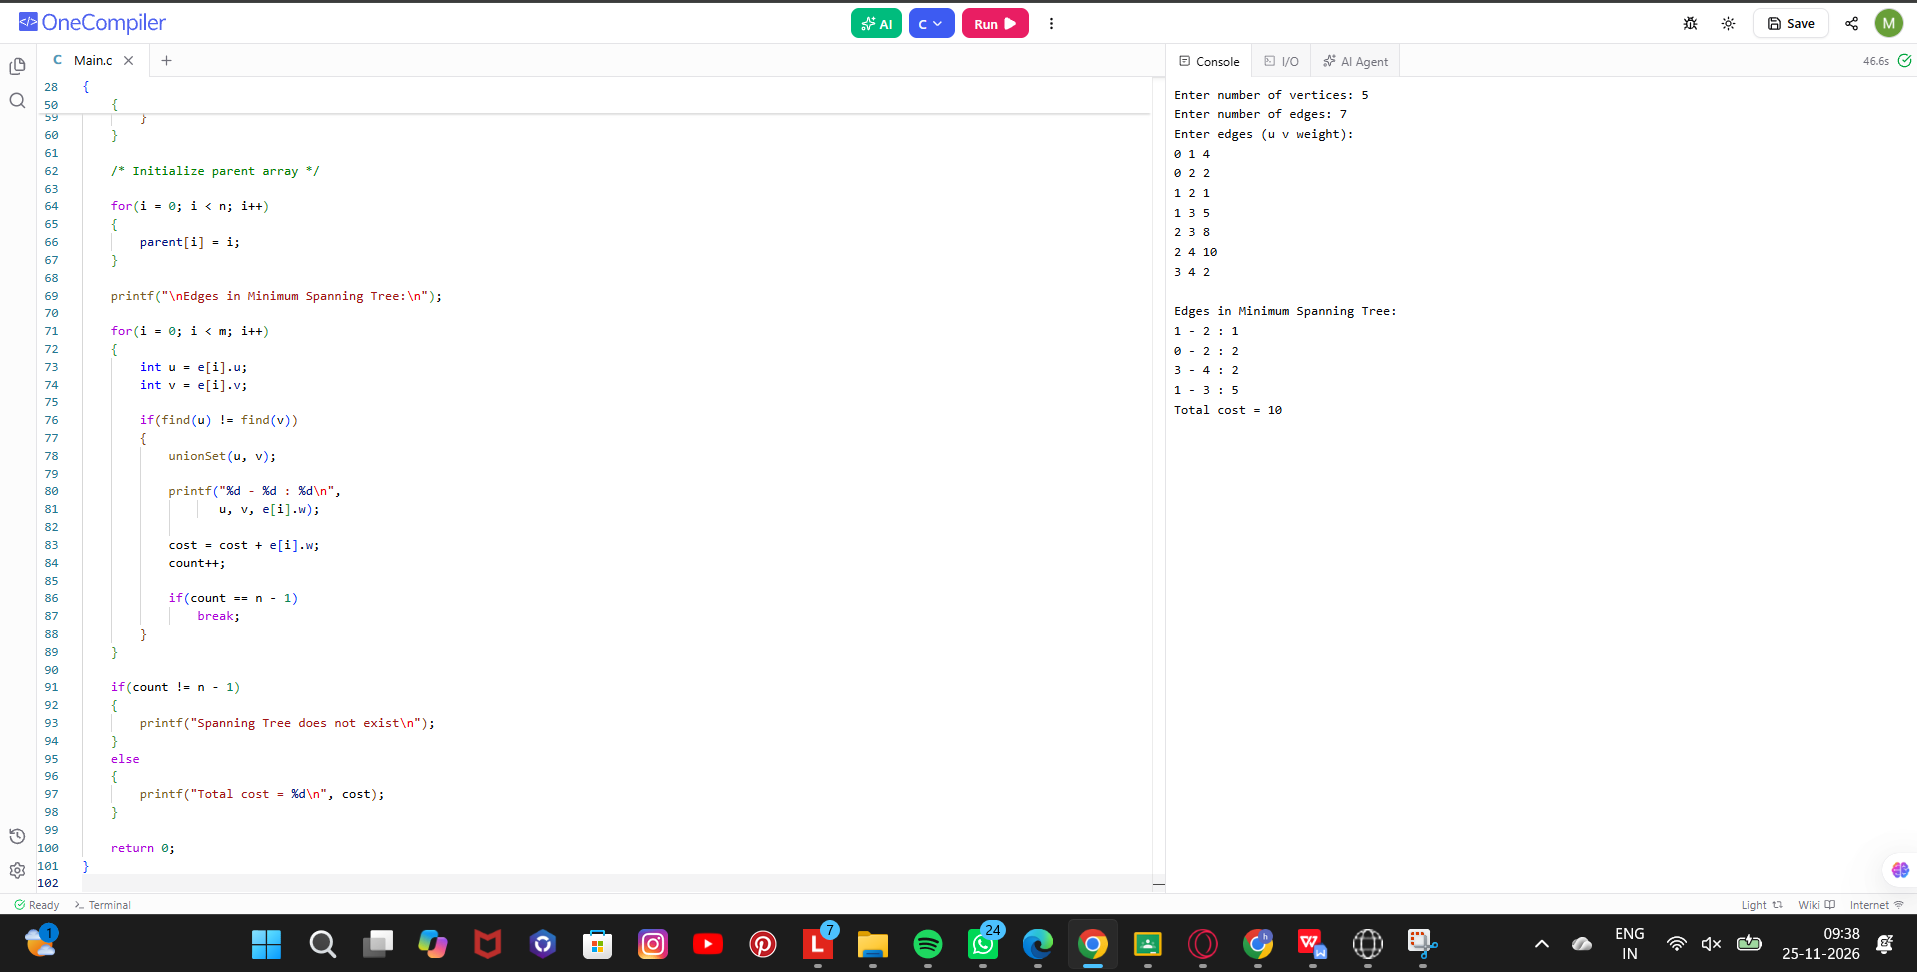 </> OneCompiler
AI
C
Run
Save
M
C Main.c
Console
I/O
AI Agent
46.6s
28 {
50 {
59 }
60 }
61
62 /* Initialize parent array */
63
64 for(i = 0; i < n; i++)
65 {
66 parent[i] = i;
67 }
68
69 printf("\nEdges in Minimum Spanning Tree:\n");
70
71 for(i = 0; i < m; i++)
72 {
73 int u = e[i].u;
74 int v = e[i].v;
75
76 if(find(u) != find(v))
77 {
78 unionSet(u, v);
79
80 printf("%d - %d : %d\n",
81 u, v, e[i].w);
82
83 cost = cost + e[i].w;
84 count++;
85
86 if(count == n - 1)
87 break;
88 }
89 }
90
91 if(count != n - 1)
92 {
93 printf("Spanning Tree does not exist\n");
94 }
95 else
96 {
97 printf("Total cost = %d\n", cost);
98 }
99
100 return 0;
101 }
102
Enter number of vertices: 5
Enter number of edges: 7
Enter edges (u v weight):
0 1 4
0 2 2
1 2 1
1 3 5
2 3 8
2 4 10
3 4 2
Edges in Minimum Spanning Tree:
1 - 2 : 1
0 - 2 : 2
3 - 4 : 2
1 - 3 : 5
Total cost = 10
Ready
Terminal
Light
Wiki
Internet
1
L
7
24
h
W
ENG
IN
09:38
25-11-2026